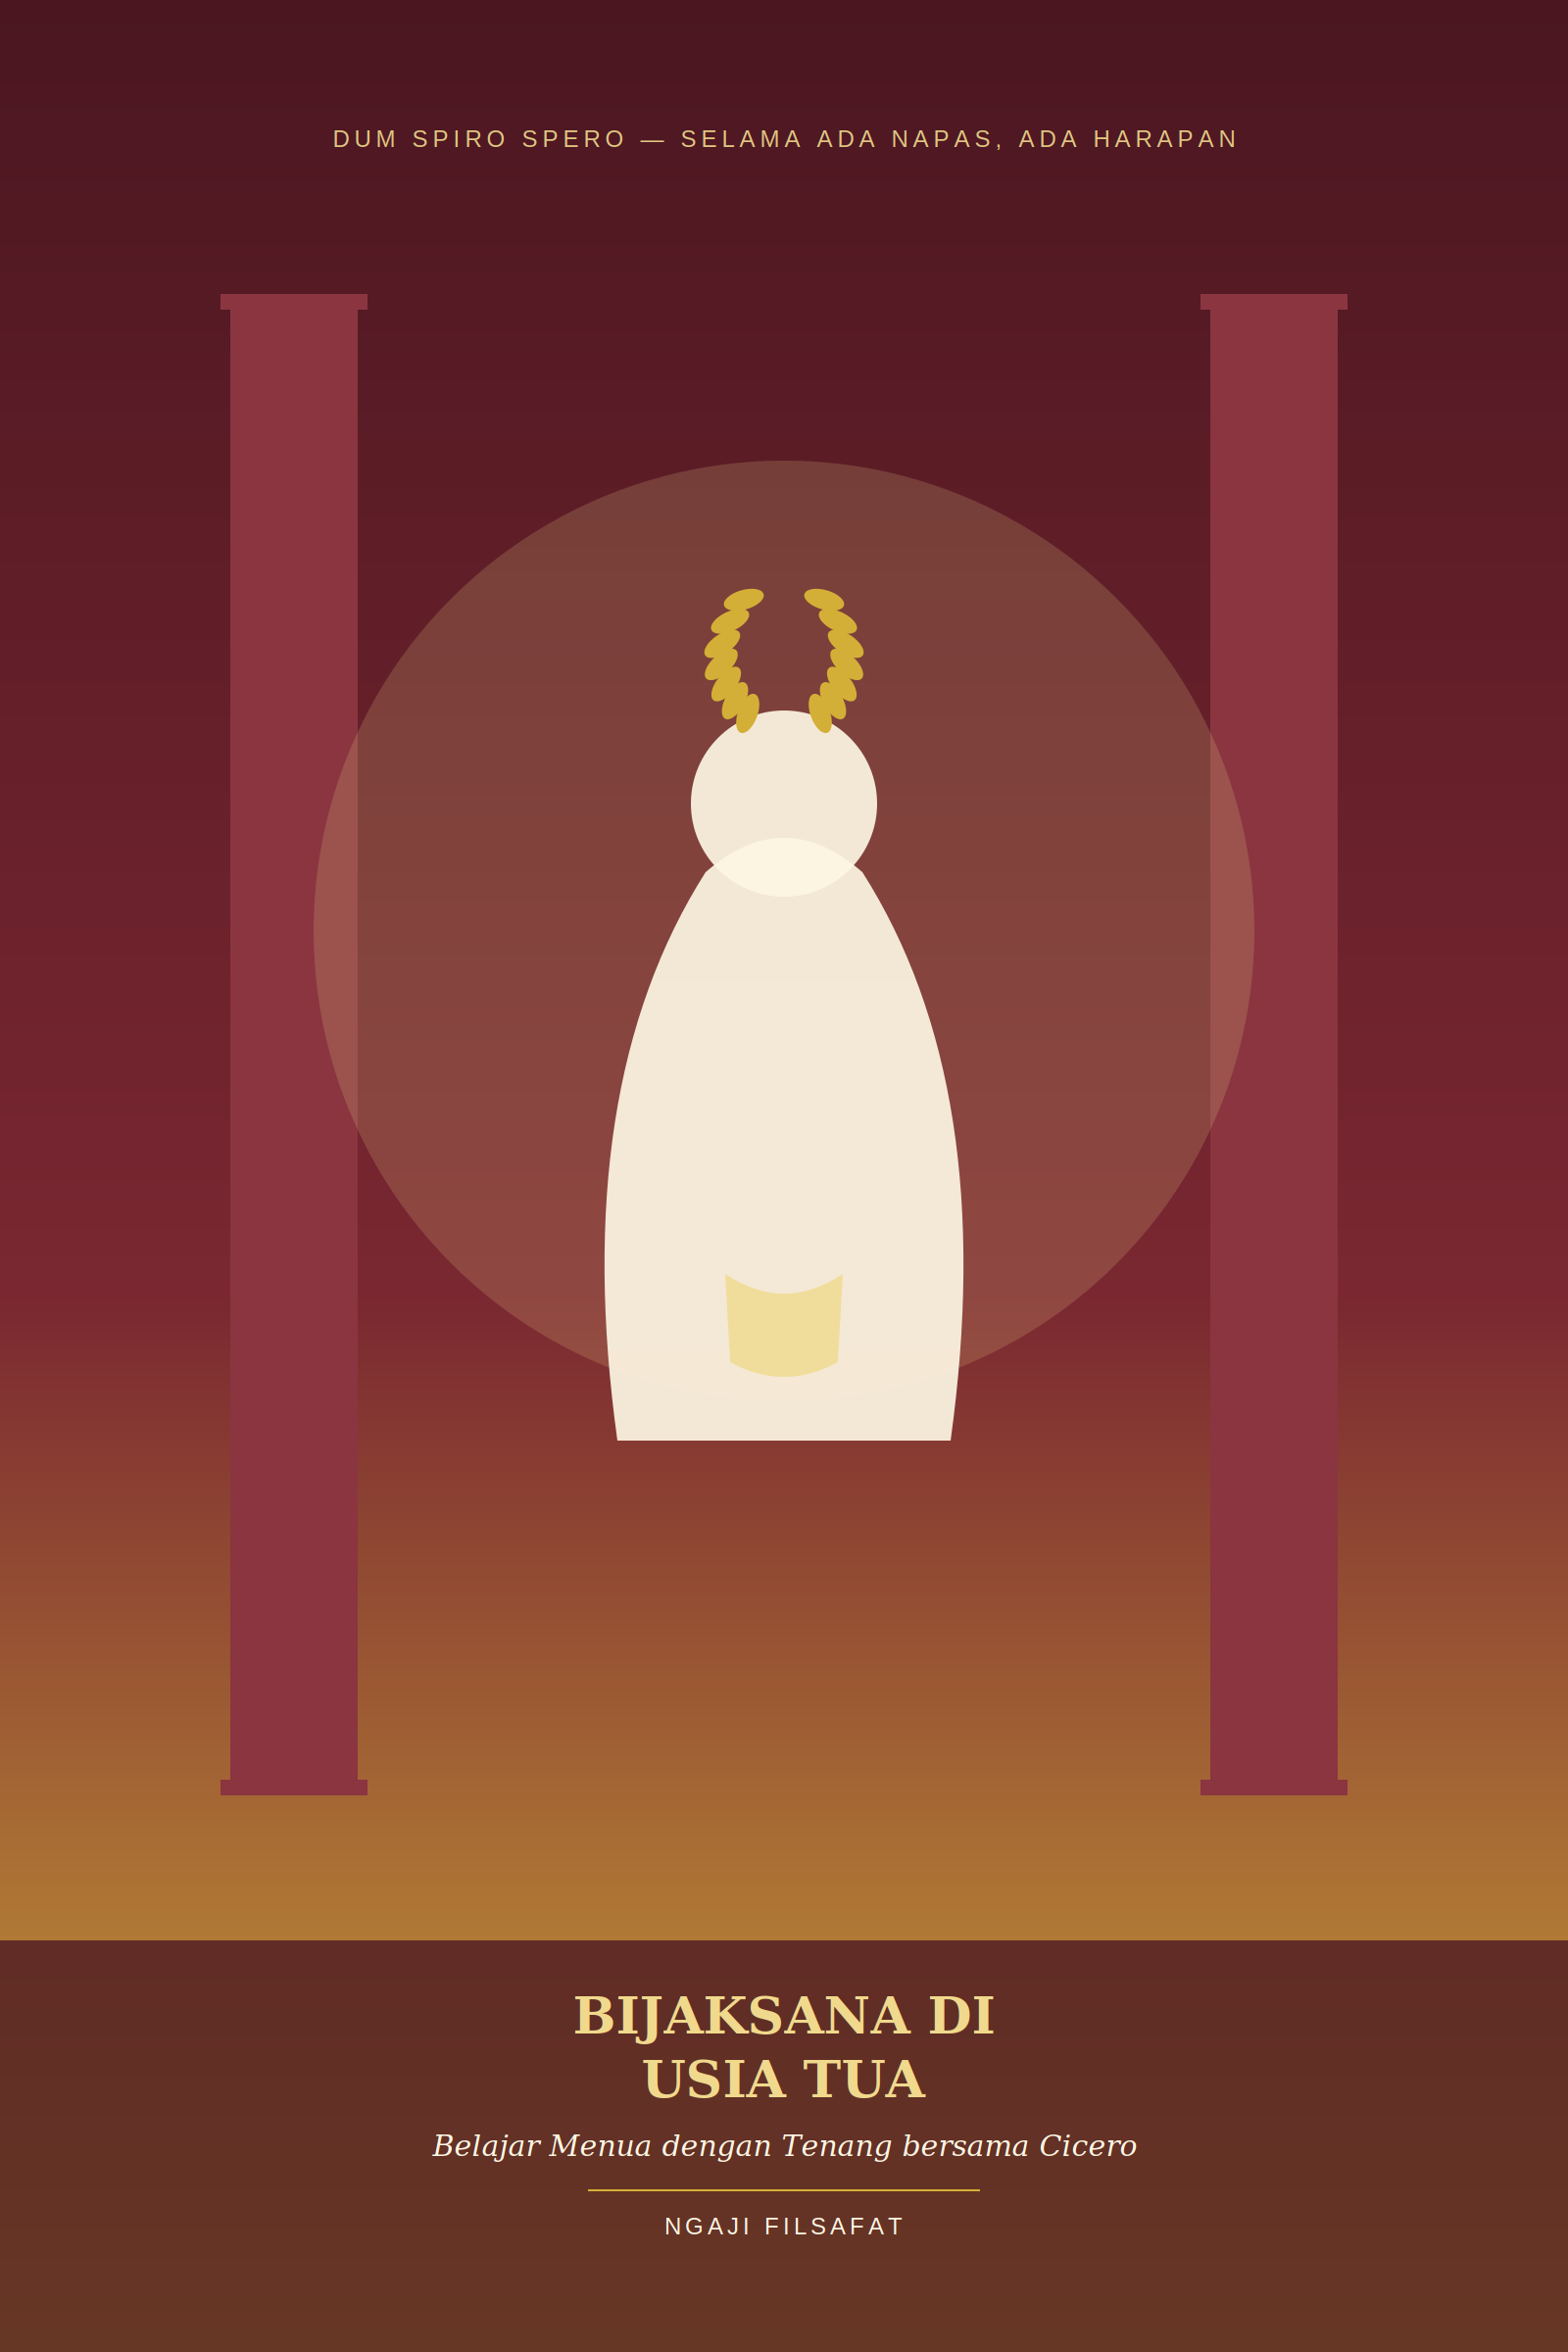 DUM SPIRO SPERO — SELAMA ADA NAPAS, ADA HARAPAN
BIJAKSANA DI
USIA TUA
Belajar Menua dengan Tenang bersama Cicero
NGAJI FILSAFAT